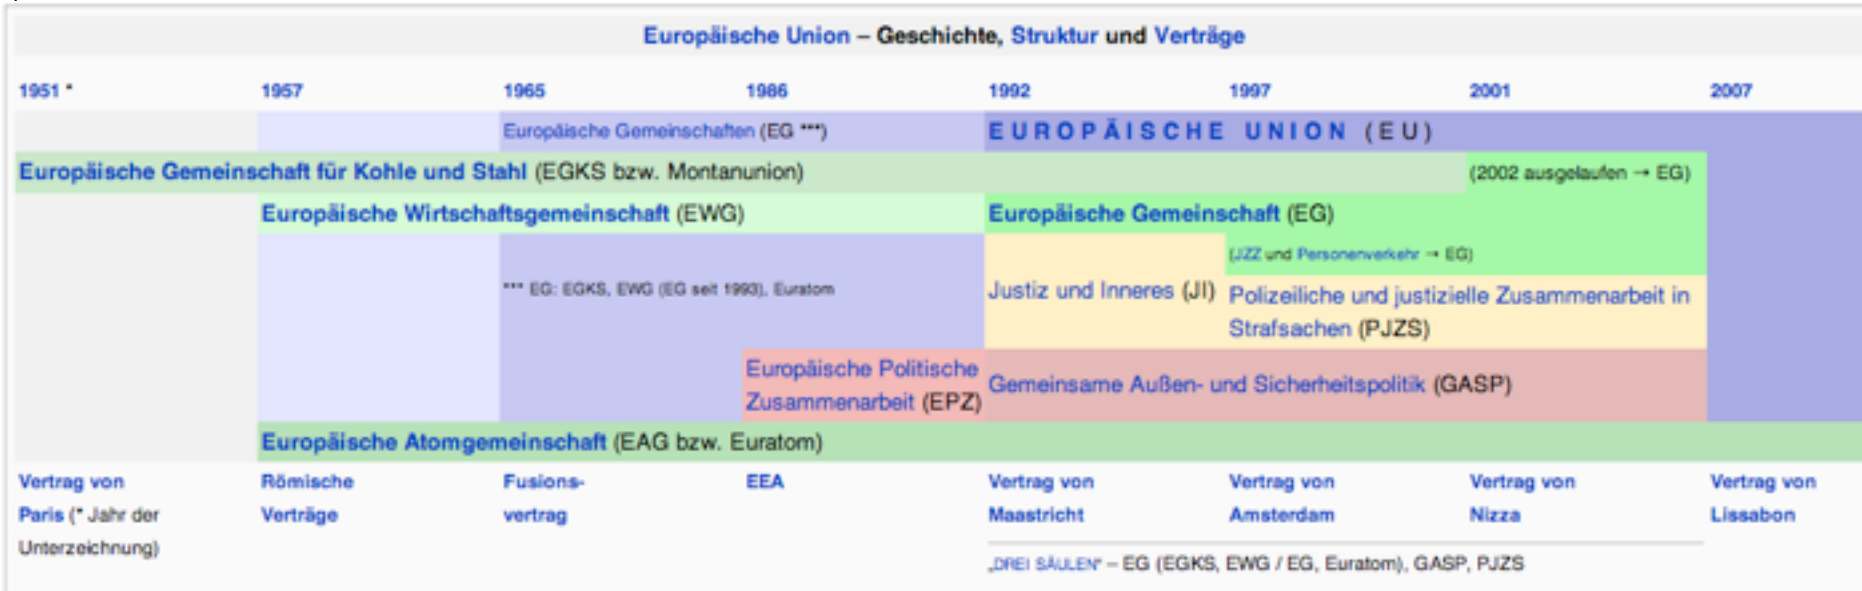 Europäische Union – Geschichte, Struktur und Verträge
1951 * 1957 1965 1986 1992 1997 2001 2007
Europäische Gemeinschaften (EG ***) EUROPÄISCHE UNION (EU)
Europäische Gemeinschaft für Kohle und Stahl (EGKS bzw. Montanunion) (2002 ausgelaufen → EG)
Europäische Wirtschaftsgemeinschaft (EWG) Europäische Gemeinschaft (EG)
(JZZ und Personenverkehr → EG)
*** EG: EGKS, EWG (EG seit 1993), Euratom Justiz und Inneres (JI) Polizeiliche und justizielle Zusammenarbeit in
Strafsachen (PJZS)
Europäische Politische
Zusammenarbeit (EPZ) Gemeinsame Außen- und Sicherheitspolitik (GASP)
Europäische Atomgemeinschaft (EAG bzw. Euratom)
Vertrag von Römische Fusions- EEA Vertrag von Vertrag von Vertrag von Vertrag von
Paris (* Jahr der Verträge vertrag Maastricht Amsterdam Nizza Lissabon
Unterzeichnung)
„DREI SÄULEN“ – EG (EGKS, EWG / EG, Euratom), GASP, PJZS